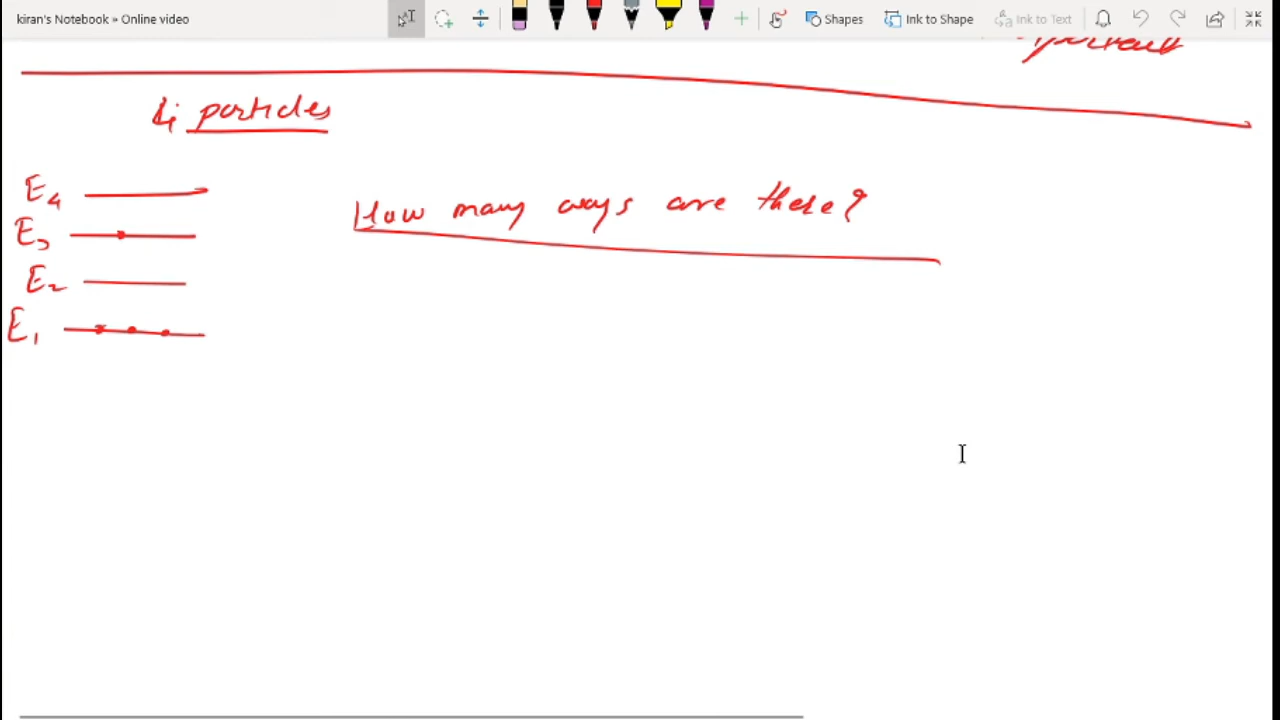 kiran's Notebook » Online video
Shapes
Ink to Shape
Ink to Text
4 particles
E4
E3
E2
E1
How many ways are there?